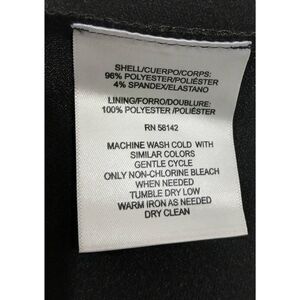 SHELL/CUERPO/CORPS:
96% POLYESTER/POLIÉSTER
4% SPANDEX/ELASTANO
LINING/FORRO/DOUBLURE:
100% POLYESTER/POLIÉSTER
RN 58142
MACHINE WASH COLD WITH
SIMILAR COLORS
GENTLE CYCLE
ONLY NON-CHLORINE BLEACH
WHEN NEEDED
TUMBLE DRY LOW
WARM IRON AS NEEDED
DRY CLEAN